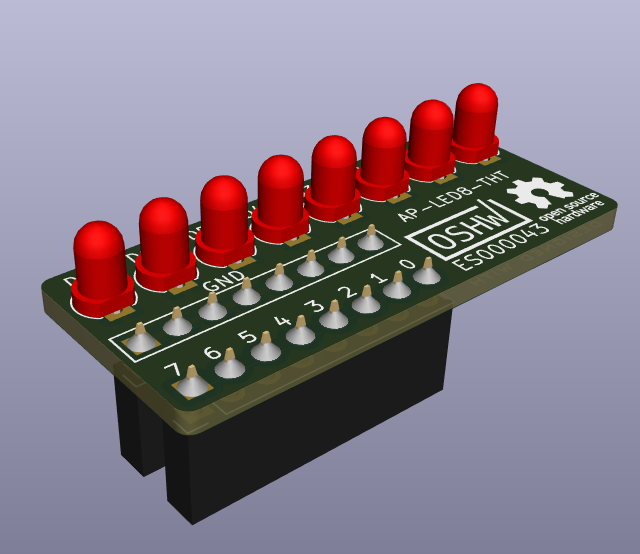 AP-LED8-THT
OSHW
ES000043
open source
hardware
GND
7 6 5 4 3 2 1 0